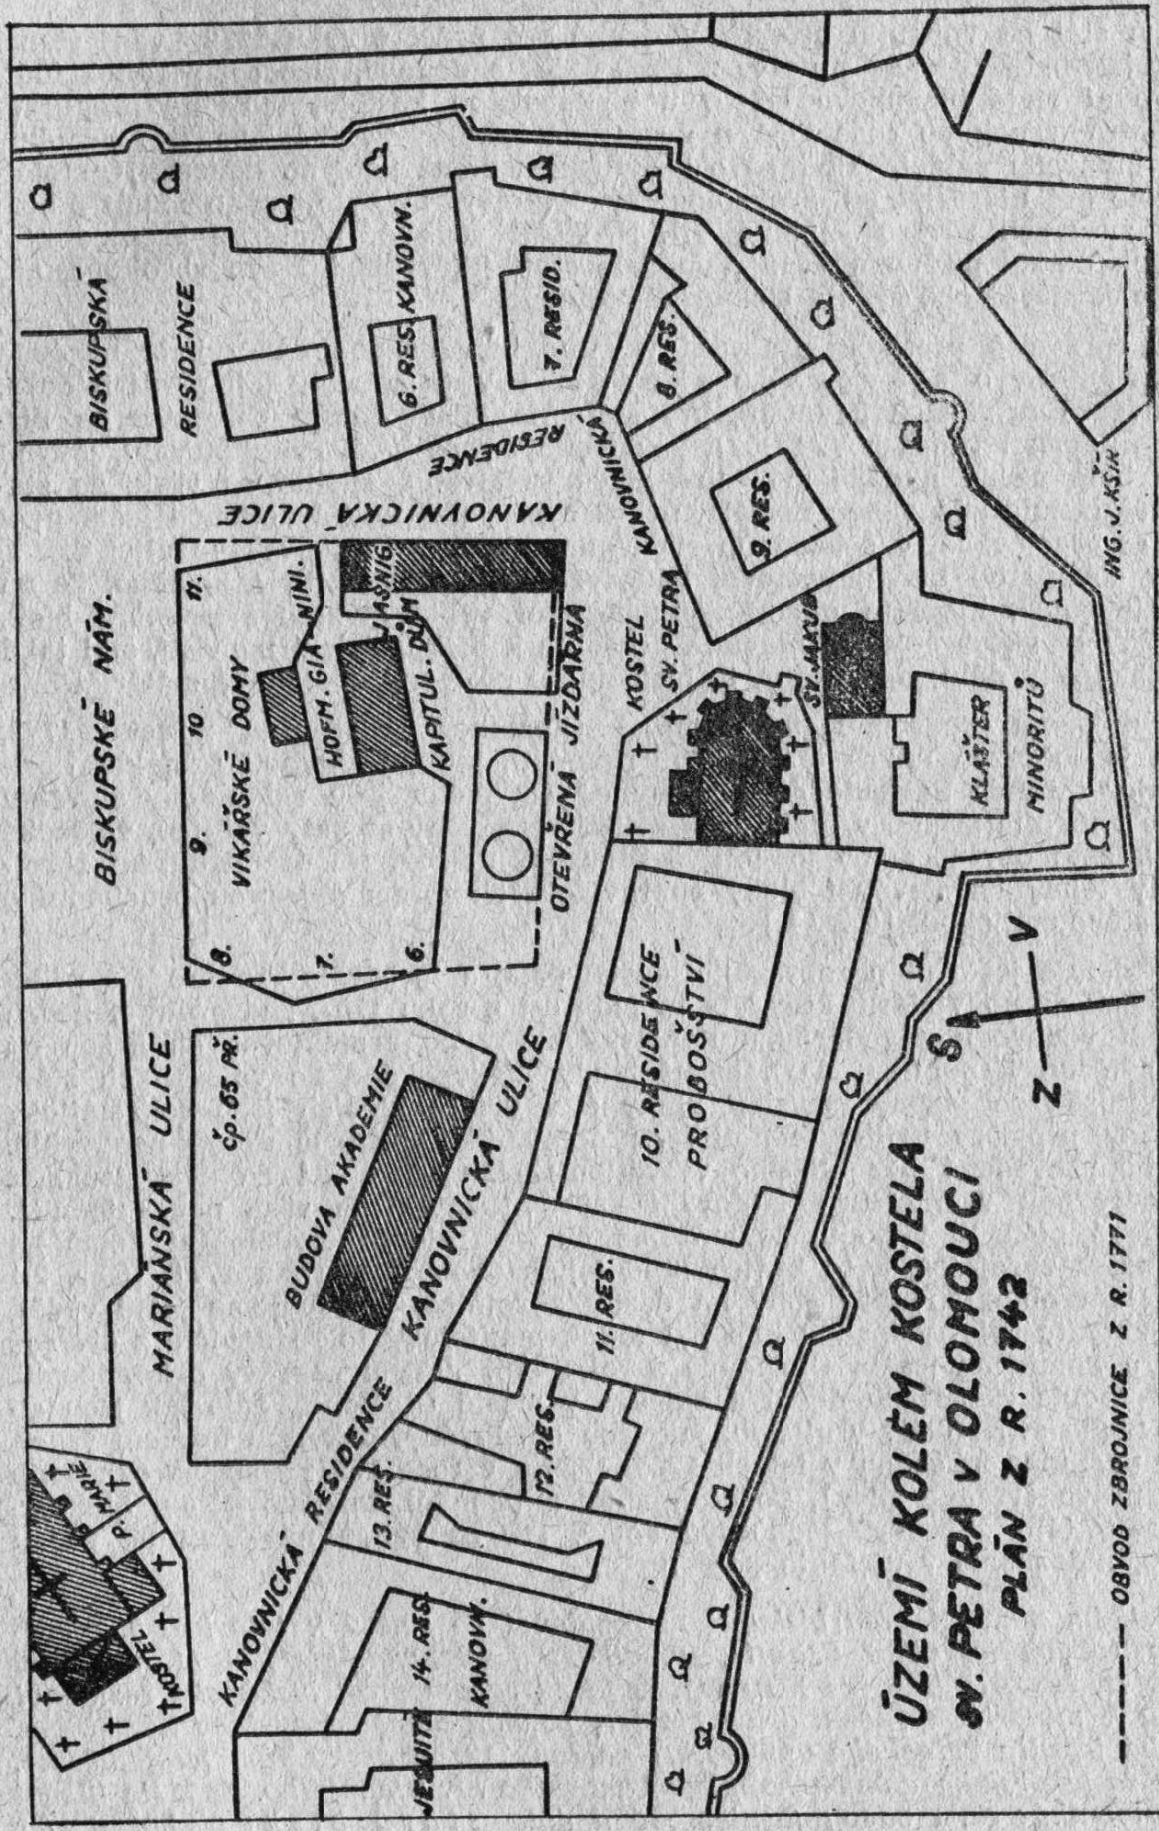 BISKUPSKÁ
RESIDENCE
6. RES. KANOVN.
7. RESID.
8. RES.
9. RES.
KANOVNICKÁ
RESIDENCE
KANOVNICKÁ ULICE
BISKUPSKÉ NÁM.
11.
10.
9.
8.
7.
6.
VIKÁŘSKÉ DOMY
HOFM. GIA-NINI.
JASNIG
KAPITUL. DŮM
OTEVŘENÁ JÍZDÁRNA
KOSTEL
SV. PETRA
SV. JAKUB
KLÁŠTER
MINORITŮ
ING. J. KŠÍR
MARIÁNSKÁ ULICE
čp. 65 PŘ.
BUDOVA AKADEMIE
KANOVNICKÁ ULICE
10. RESIDENCE
PROBOŠSTVÍ
11. RES.
12. RES.
13. RES.
14. RES.
KANOVN.
JESUITÉ
KANOVNICKÁ RESIDENCE
KOSTEL
P. MARIE
S
V
Z
ÚZEMÍ KOLEM KOSTELA
SV. PETRA V OLOMOUCI
PLÁN Z R. 1742
OBVOD ZBROJNICE Z R. 1771